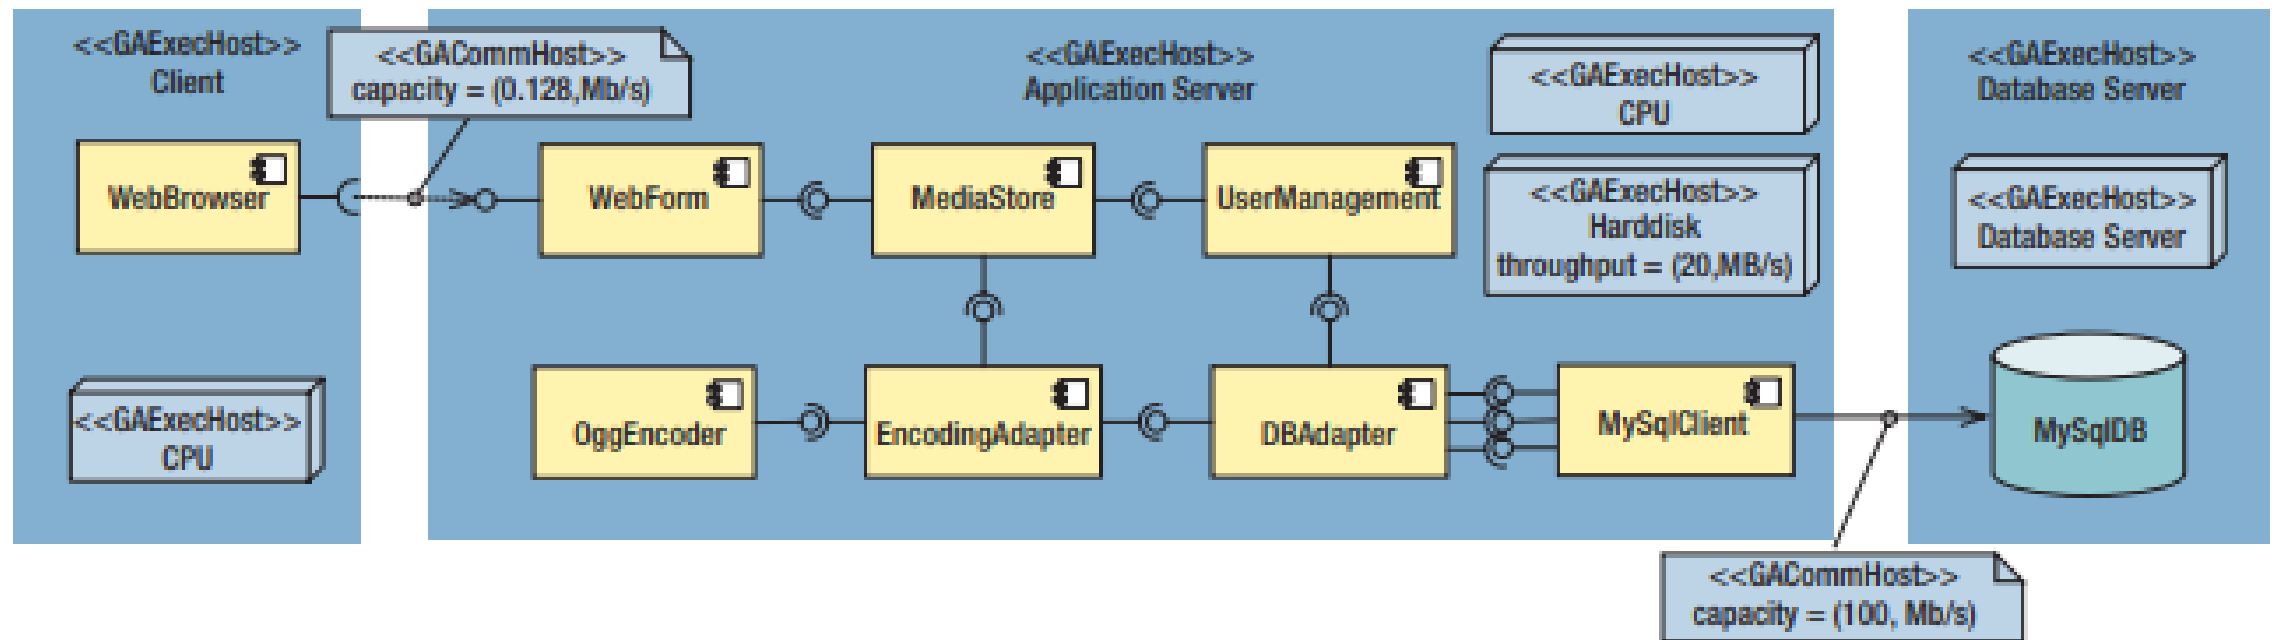 <<GAExecHost>>
Client
<<GACommHost>>
capacity = (0.128,Mb/s)
<<GAExecHost>>
Application Server
<<GAExecHost>>
CPU
<<GAExecHost>>
Database Server
WebBrowser
WebForm
MediaStore
UserManagement
<<GAExecHost>>
Harddisk
throughput = (20,MB/s)
<<GAExecHost>>
Database Server
<<GAExecHost>>
CPU
OggEncoder
EncodingAdapter
DBAdapter
MySqlClient
MySqlDB
<<GACommHost>>
capacity = (100, Mb/s)